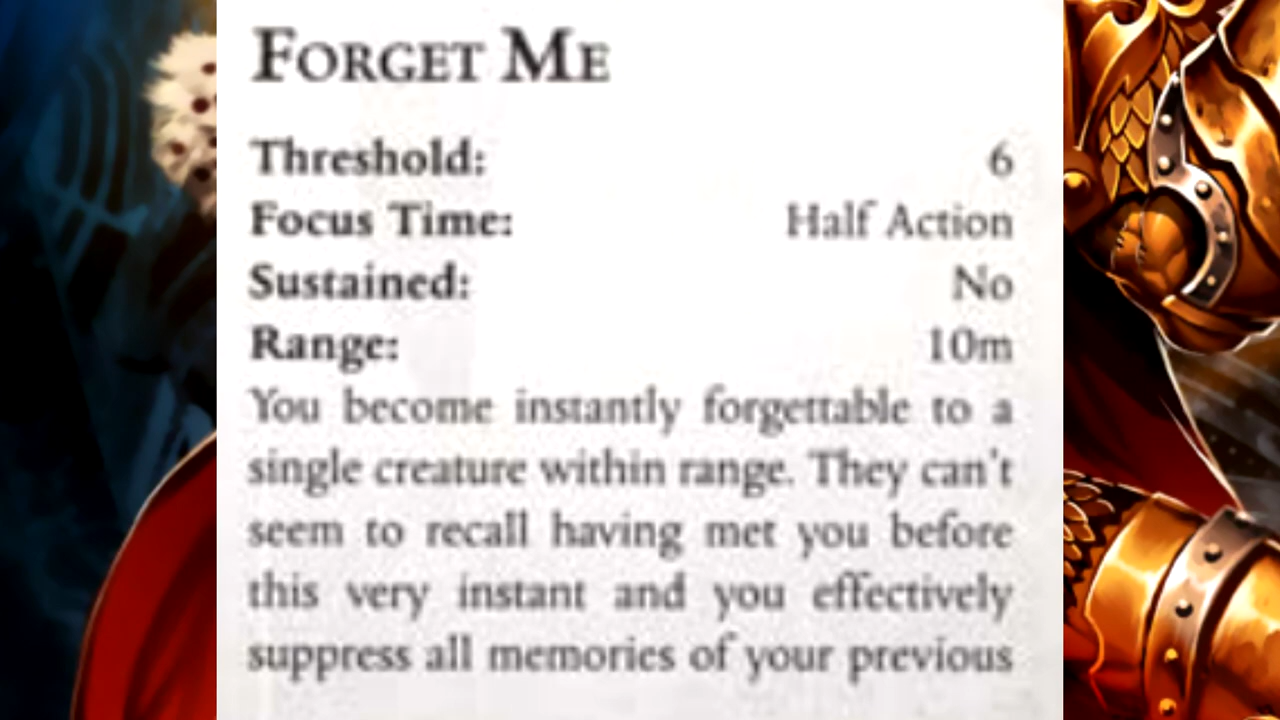 Forget Me
Threshold: 6
Focus Time: Half Action
Sustained: No
Range: 10m
You become instantly forgettable to a
single creature within range. They can't
seem to recall having met you before
this very instant and you effectively
suppress all memories of your previous